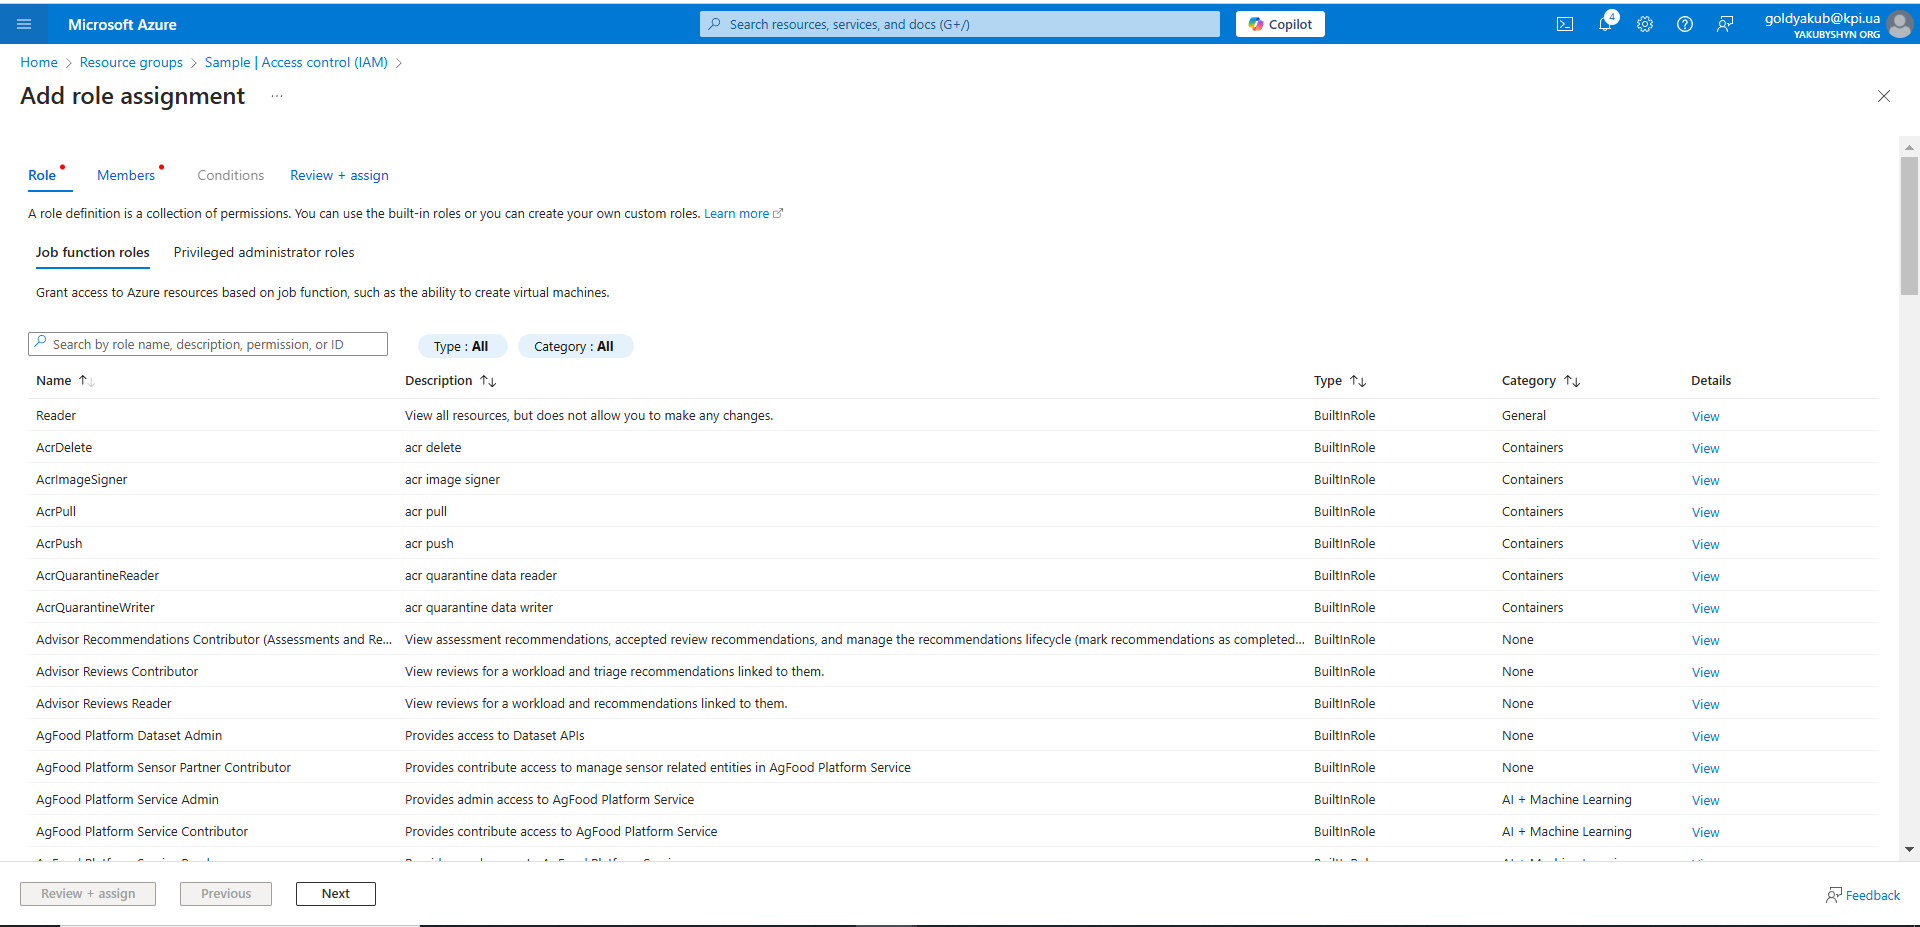 Microsoft Azure
Search resources, services, and docs (G+/)
Copilot
4
goldyakub@kpi.ua
YAKUBYSHYN ORG
Home > Resource groups > Sample | Access control (IAM) >
Add role assignment ...
Role Members Conditions Review + assign
A role definition is a collection of permissions. You can use the built-in roles or you can create your own custom roles. Learn more
Job function roles Privileged administrator roles
Grant access to Azure resources based on job function, such as the ability to create virtual machines.
Search by role name, description, permission, or ID Type : All Category : All
Name ↑↓ Description ↑↓ Type ↑↓ Category ↑↓ Details
Reader View all resources, but does not allow you to make any changes. BuiltInRole General View
AcrDelete acr delete BuiltInRole Containers View
AcrImageSigner acr image signer BuiltInRole Containers View
AcrPull acr pull BuiltInRole Containers View
AcrPush acr push BuiltInRole Containers View
AcrQuarantineReader acr quarantine data reader BuiltInRole Containers View
AcrQuarantineWriter acr quarantine data writer BuiltInRole Containers View
Advisor Recommendations Contributor (Assessments and Re... View assessment recommendations, accepted review recommendations, and manage the recommendations lifecycle (mark recommendations as completed... BuiltInRole None View
Advisor Reviews Contributor View reviews for a workload and triage recommendations linked to them. BuiltInRole None View
Advisor Reviews Reader View reviews for a workload and recommendations linked to them. BuiltInRole None View
AgFood Platform Dataset Admin Provides access to Dataset APIs BuiltInRole None View
AgFood Platform Sensor Partner Contributor Provides contribute access to manage sensor related entities in AgFood Platform Service BuiltInRole None View
AgFood Platform Service Admin Provides admin access to AgFood Platform Service BuiltInRole AI + Machine Learning View
AgFood Platform Service Contributor Provides contribute access to AgFood Platform Service BuiltInRole AI + Machine Learning View
Review + assign Previous Next Feedback